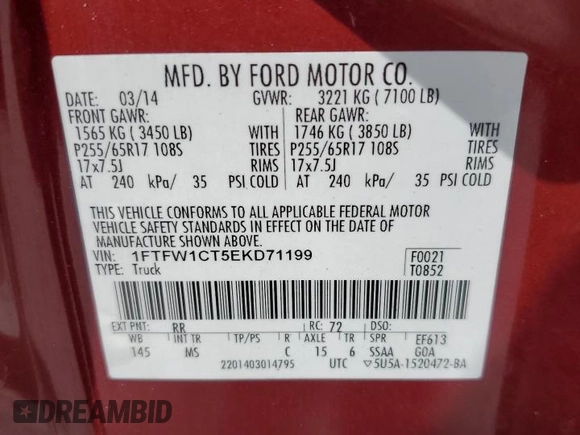 MFD. BY FORD MOTOR CO.
DATE: 03/14 GVWR: 3221 KG ( 7100 LB)
FRONT GAWR: REAR GAWR:
1565 KG ( 3450 LB) WITH 1746 KG ( 3850 LB) WITH
P255/65R17 108S TIRES P255/65R17 108S TIRES
17x7.5J RIMS 17x7.5J RIMS
AT 240 kPa/ 35 PSI COLD AT 240 kPa/ 35 PSI COLD
THIS VEHICLE CONFORMS TO ALL APPLICABLE FEDERAL MOTOR
VEHICLE SAFETY STANDARDS IN EFFECT ON THE DATE OF
MANUFACTURE SHOWN ABOVE.
VIN: 1FTFW1CT5EKD71199 F0021
TYPE: Truck T0852
EXT PNT: RR RC: 72 DSO:
WB INT TR TP/PS R AXLE TR SPR EF613
145 MS C 15 6 SSAA GOA
2201403014795 UTC ▽5U5A-1520472-BA
DREAMBID